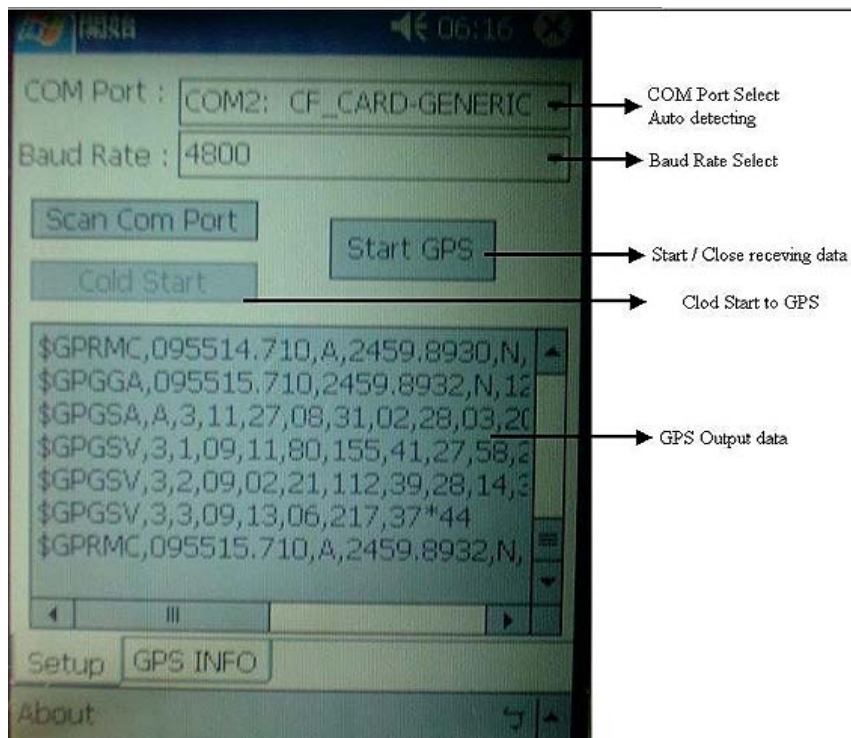 開始 06:16
COM Port : COM2: CF_CARD-GENERIC
COM Port Select
Auto detecting
Baud Rate : 4800
Baud Rate Select
Scan Com Port
Start GPS
Start / Close receving data
Cold Start
Clod Start to GPS
$GPRMC,095514.710,A,2459.8930,N,
$GPGGA,095515.710,2459.8932,N,12
$GPGSA,A,3,11,27,08,31,02,28,03,20
$GPGSV,3,1,09,11,80,155,41,27,58,2
$GPGSV,3,2,09,02,21,112,39,28,14,3
$GPGSV,3,3,09,13,06,217,37*44
$GPRMC,095515.710,A,2459.8932,N,
GPS Output data
Setup GPS INFO
About